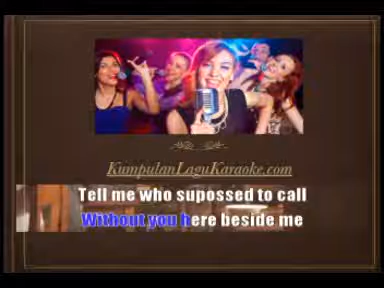 KumpulanLaguKaraoke.com
Tell me who supossed to call
Without you here beside me